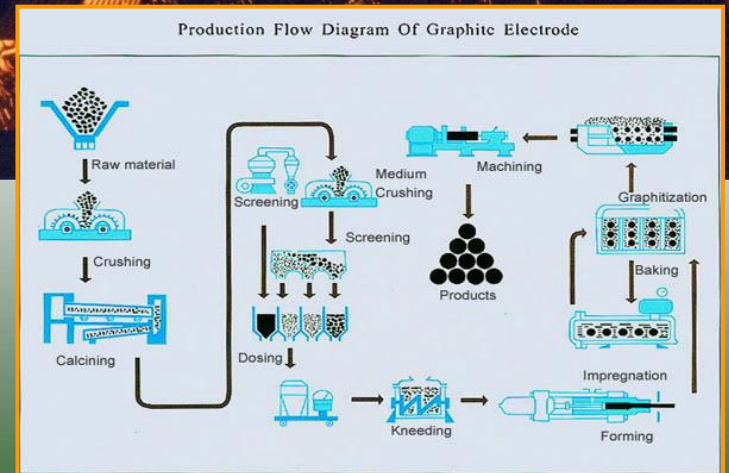 Production Flow Diagram Of Graphite Electrode
Raw material
Crushing
Calcining
Screening
Medium
Crushing
Screening
Dosing
Kneeding
Forming
Impregnation
Baking
Graphitization
Machining
Products